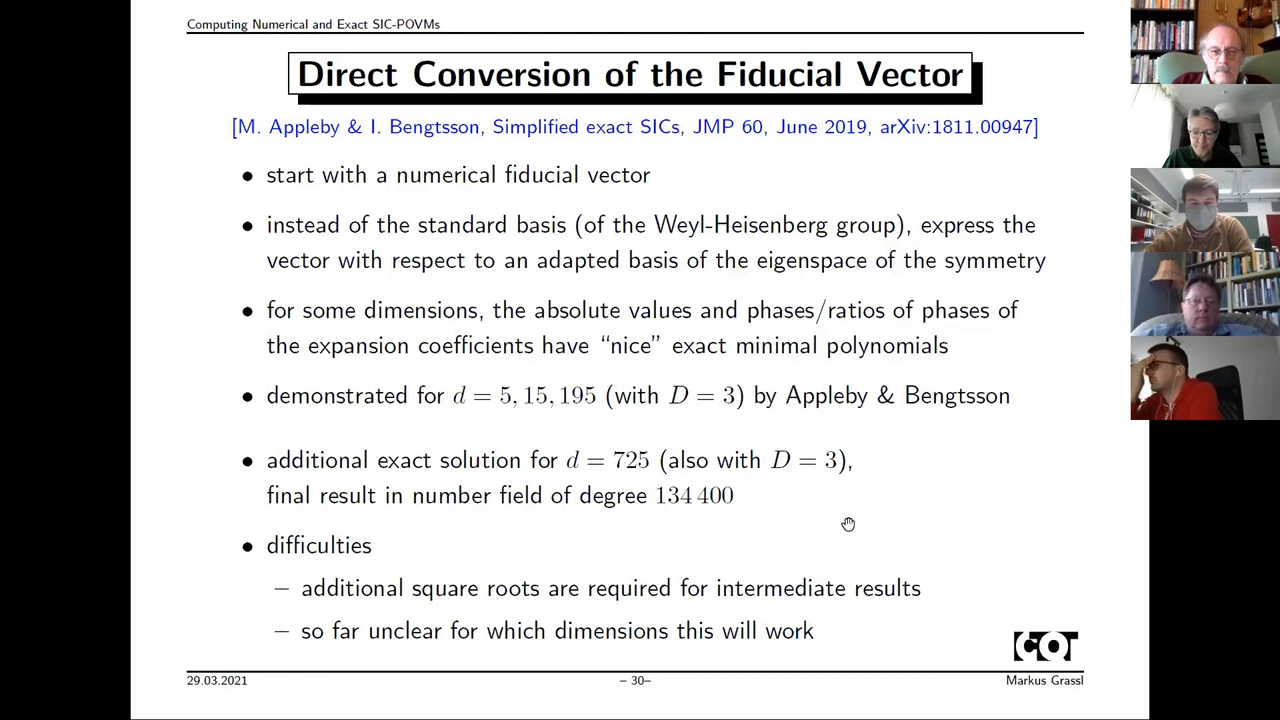 Computing Numerical and Exact SIC-POVMs
Direct Conversion of the Fiducial Vector
[M. Appleby & I. Bengtsson, Simplified exact SICs, JMP 60, June 2019, arXiv:1811.00947]
• start with a numerical fiducial vector
• instead of the standard basis (of the Weyl-Heisenberg group), express the
vector with respect to an adapted basis of the eigenspace of the symmetry
• for some dimensions, the absolute values and phases/ratios of phases of
the expansion coefficients have “nice” exact minimal polynomials
• demonstrated for d = 5, 15, 195 (with D = 3) by Appleby & Bengtsson
• additional exact solution for d = 725 (also with D = 3),
final result in number field of degree 134 400
• difficulties
– additional square roots are required for intermediate results
– so far unclear for which dimensions this will work
CQT
29.03.2021
– 30–
Markus Grassl